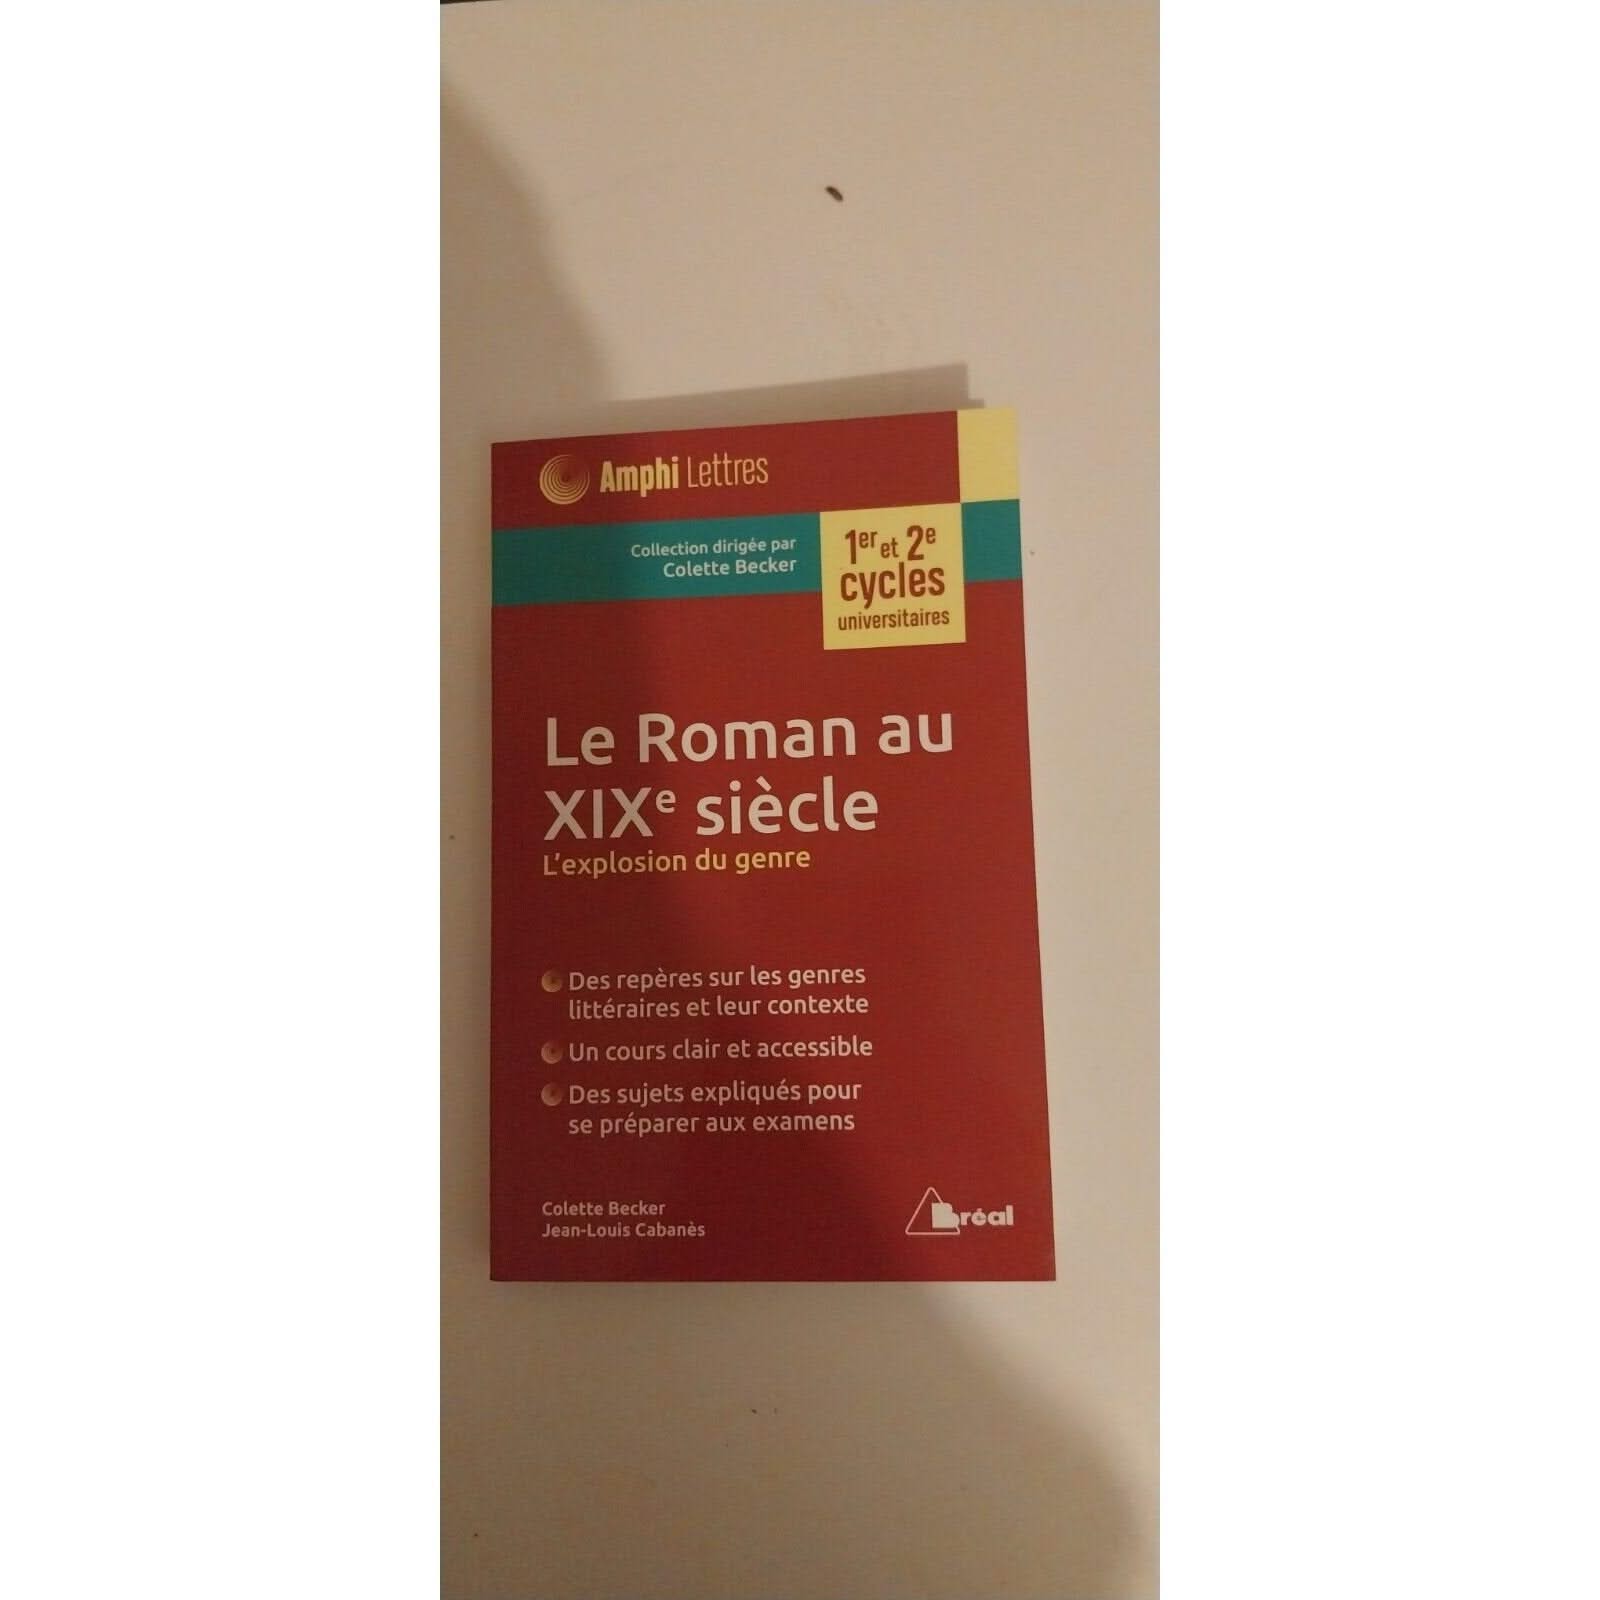 Amphi Lettres
Collection dirigée par
Colette Becker
1er et 2e
cycles
universitaires
Le Roman au
XIXe siècle
L'explosion du genre
Des repères sur les genres
littéraires et leur contexte
Un cours clair et accessible
Des sujets expliqués pour
se préparer aux examens
Colette Becker
Jean-Louis Cabanès
Bréal